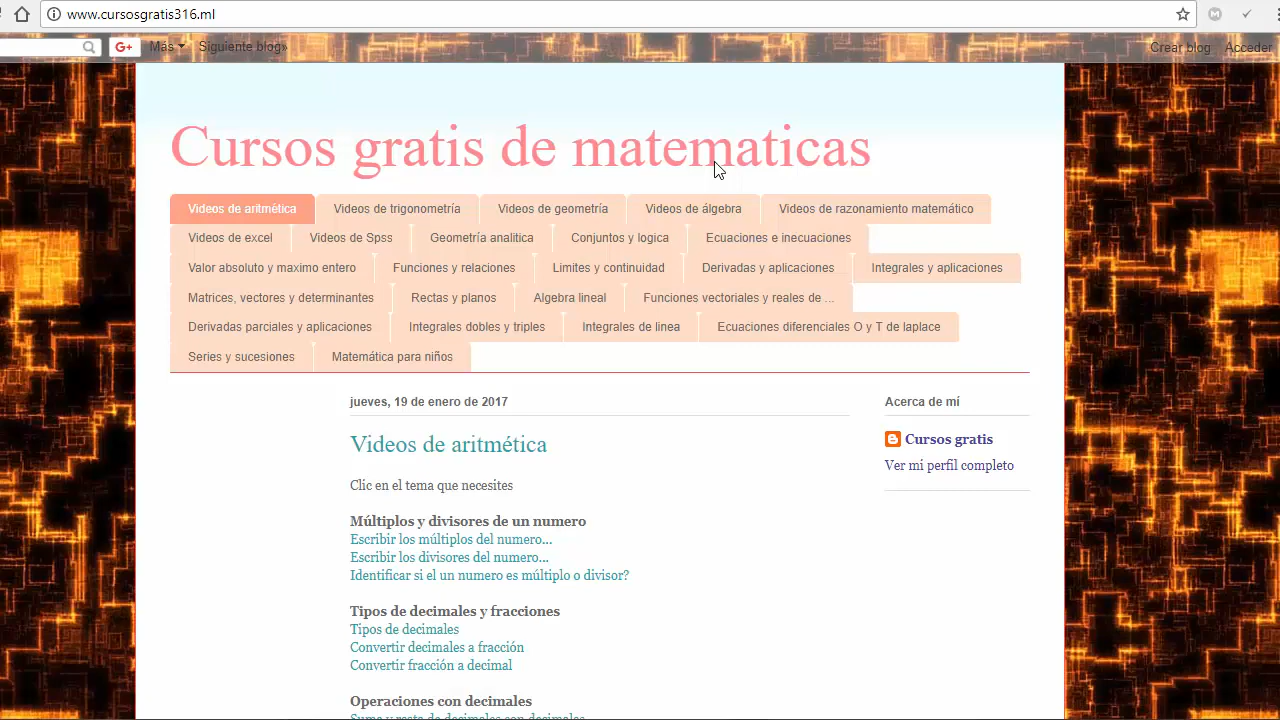 www.cursosgratis316.ml
G+ Más Siguiente blog» Crear blog Acceder
Cursos gratis de matematicas
Videos de aritmètica Videos de trigonometría Videos de geometría Videos de álgebra Videos de razonamiento matemático
Videos de excel Videos de Spss Geometría analitica Conjuntos y logica Ecuaciones e inecuaciones
Valor absoluto y maximo entero Funciones y relaciones Limites y continuidad Derivadas y aplicaciones Integrales y aplicaciones
Matrices, vectores y determinantes Rectas y planos Algebra lineal Funciones vectoriales y reales de ...
Derivadas parciales y aplicaciones Integrales dobles y triples Integrales de linea Ecuaciones diferenciales O y T de laplace
Series y sucesiones Matemática para niños
jueves, 19 de enero de 2017
Videos de aritmética
Clic en el tema que necesites
Múltiplos y divisores de un numero
Escribir los múltiplos del numero...
Escribir los divisores del numero...
Identificar si el un numero es múltiplo o divisor?
Tipos de decimales y fracciones
Tipos de decimales
Convertir decimales a fracción
Convertir fracción a decimal
Operaciones con decimales
Suma y resta de decimales con decimales
Acerca de mí
Cursos gratis
Ver mi perfil completo